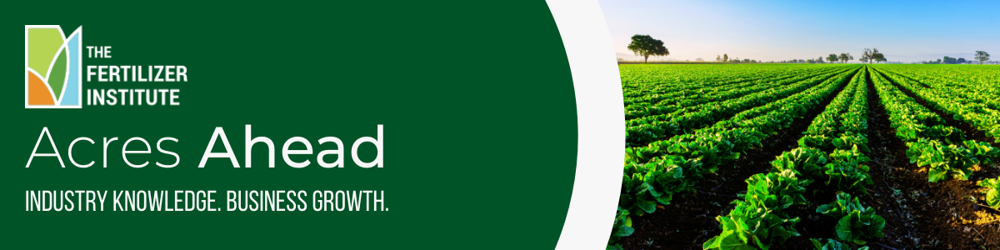 THE
FERTILIZER
INSTITUTE
Acres Ahead
INDUSTRY KNOWLEDGE. BUSINESS GROWTH.